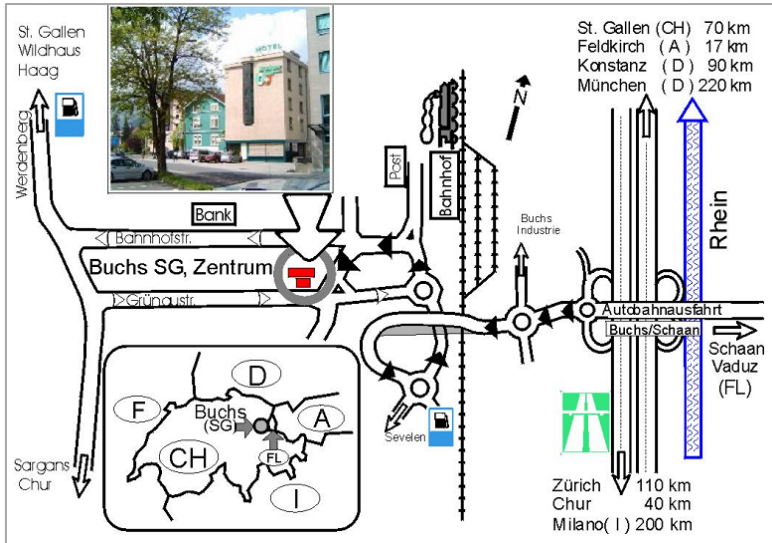 St. Gallen
Wildhaus
Haag
Werdenberg
HOTEL
N
St. Gallen (CH) 70 km
Feldkirch (A) 17 km
Konstanz (D) 90 km
München (D) 220 km
Rhein
Post
Bahnhof
Bank
Bahnhofstr.
Buchs SG, Zentrum
Grünaustr.
Buchs
Industrie
Autobahnausfahrt
Buchs/Schaan
Schaan
Vaduz
(FL)
Sevelen
Sargans
Chur
D
F
Buchs
(SG)
A
CH
FL
I
Zürich 110 km
Chur 40 km
Milano( I ) 200 km